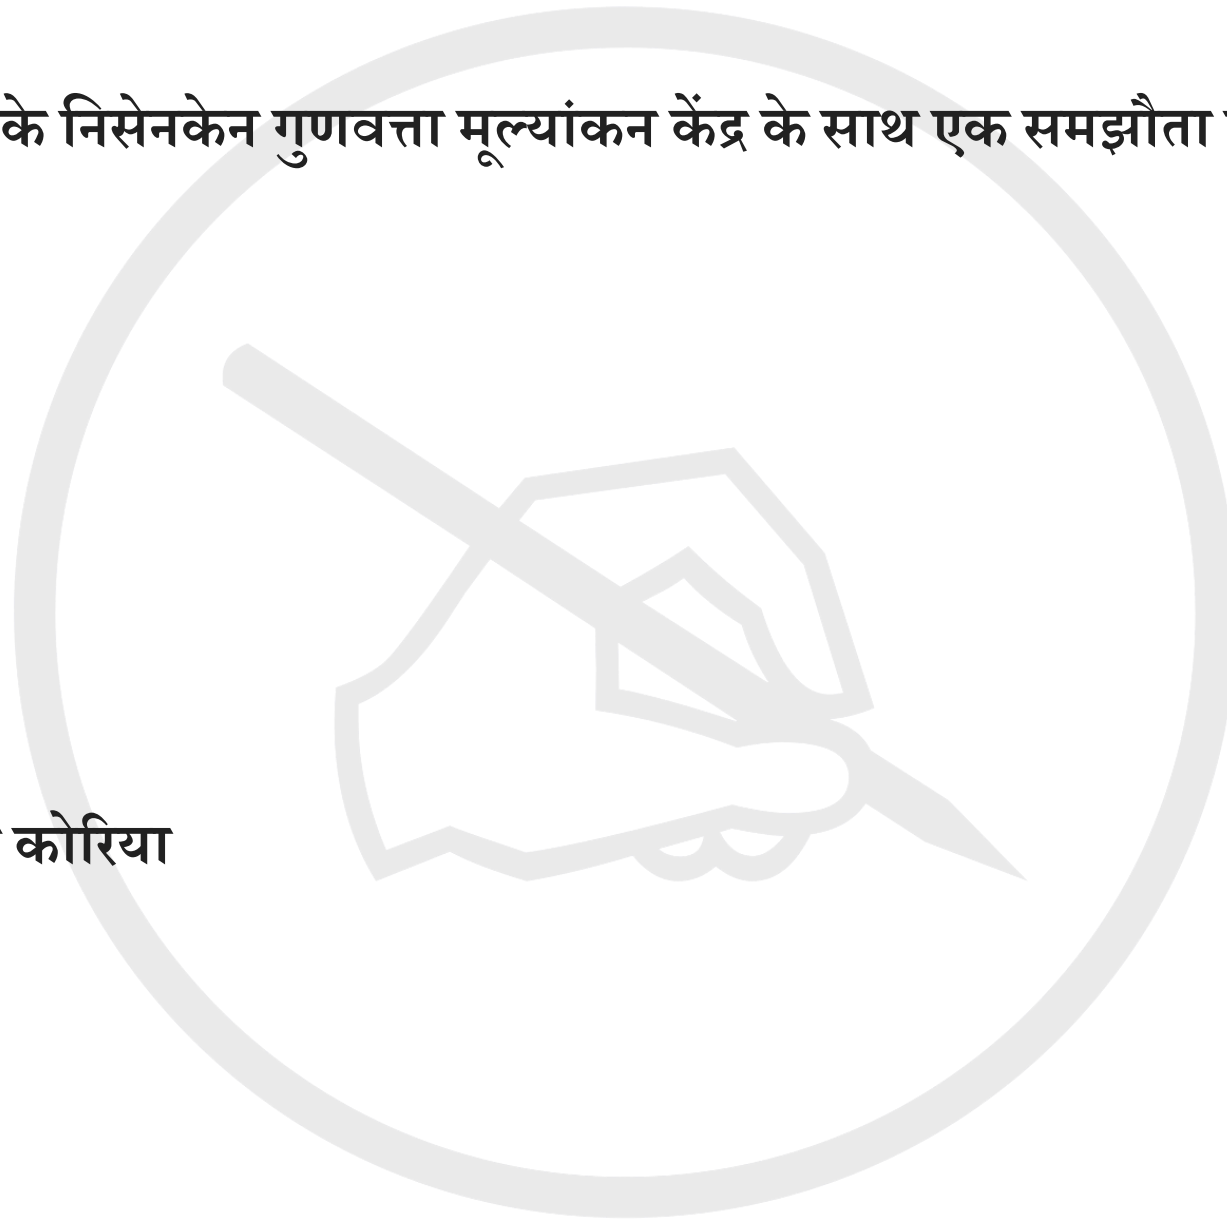 के निसेनकेन गुणवत्ता मूल्यांकन केंद्र के साथ एक समझौता
कोरिया